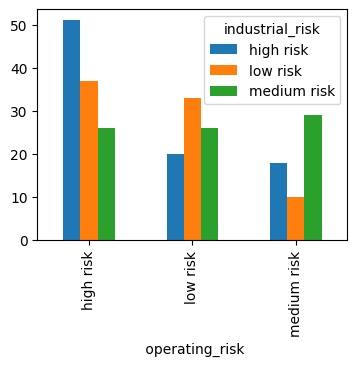 50
40
30
20
10
0
industrial_risk
high risk
low risk
medium risk
high risk
low risk
medium risk
operating_risk